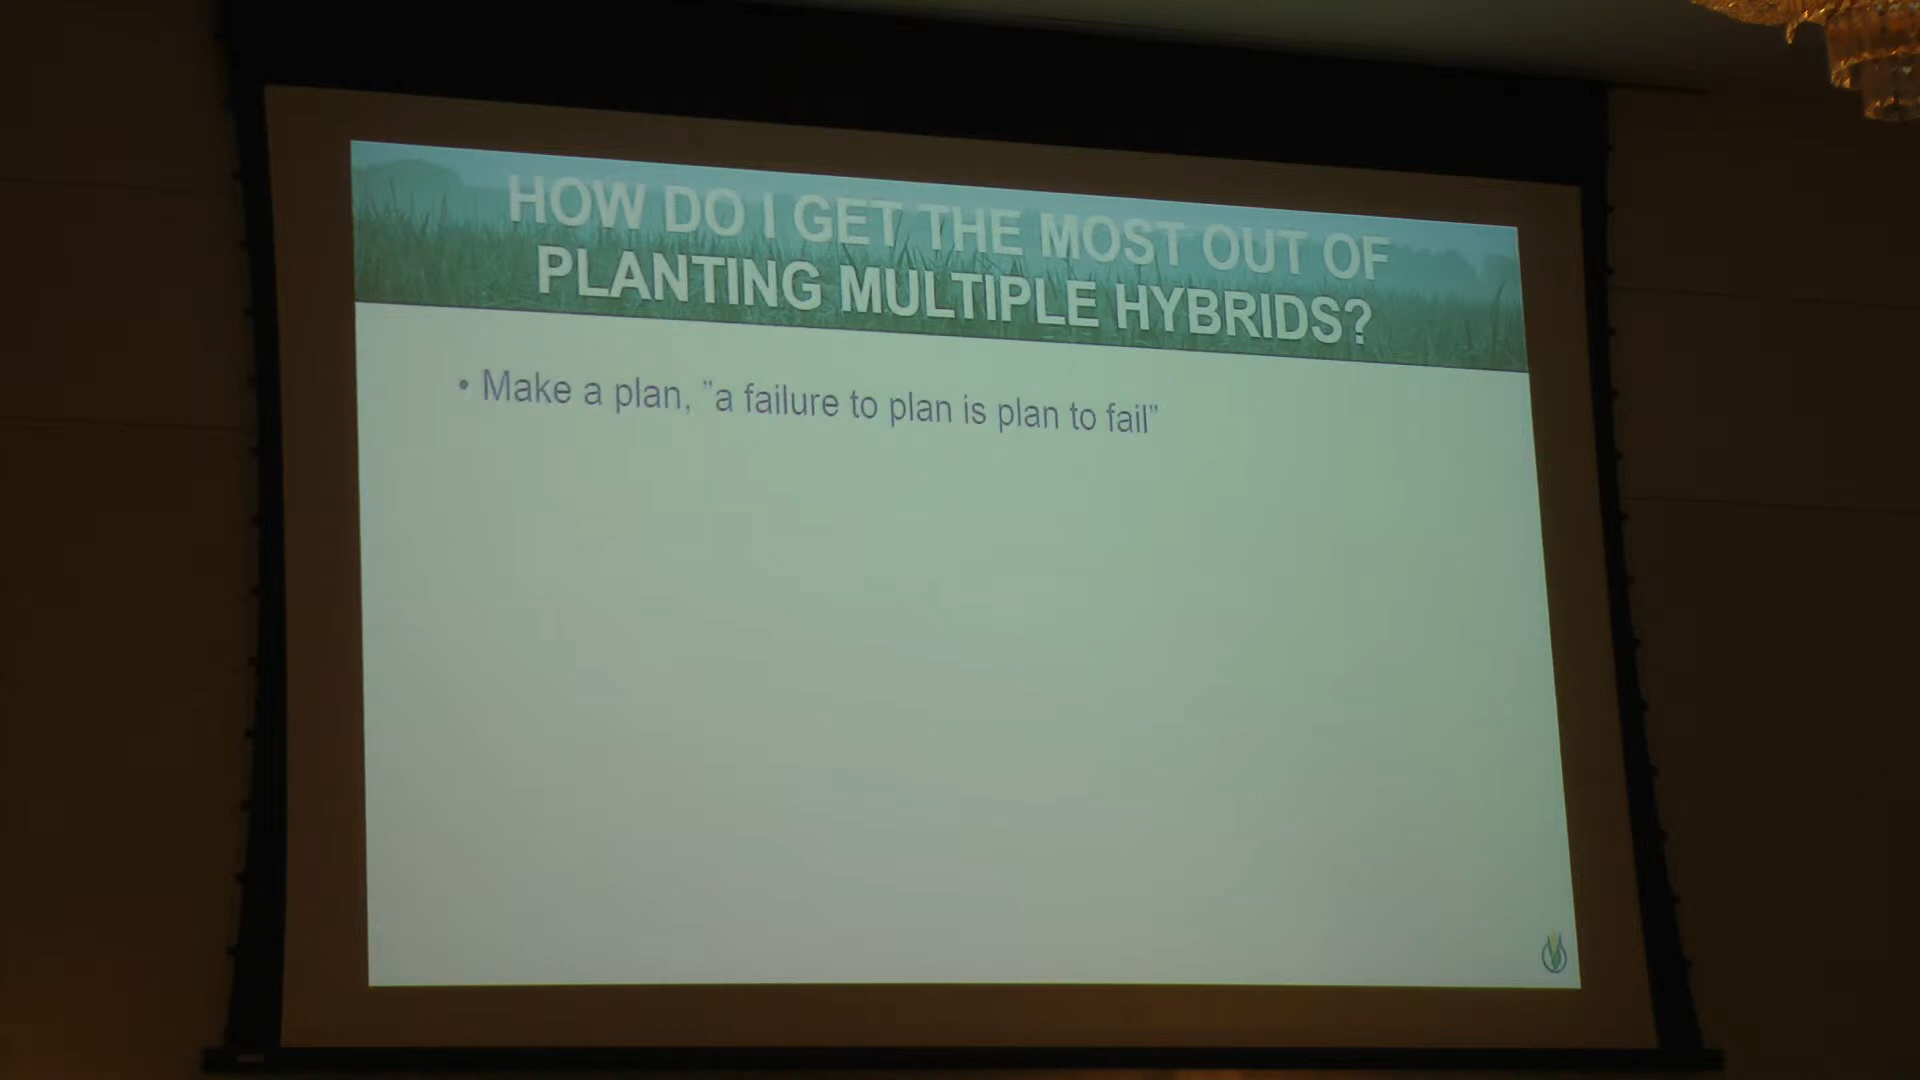 HOW DO I GET THE MOST OUT OF
PLANTING MULTIPLE HYBRIDS?
• Make a plan, "a failure to plan is plan to fail"